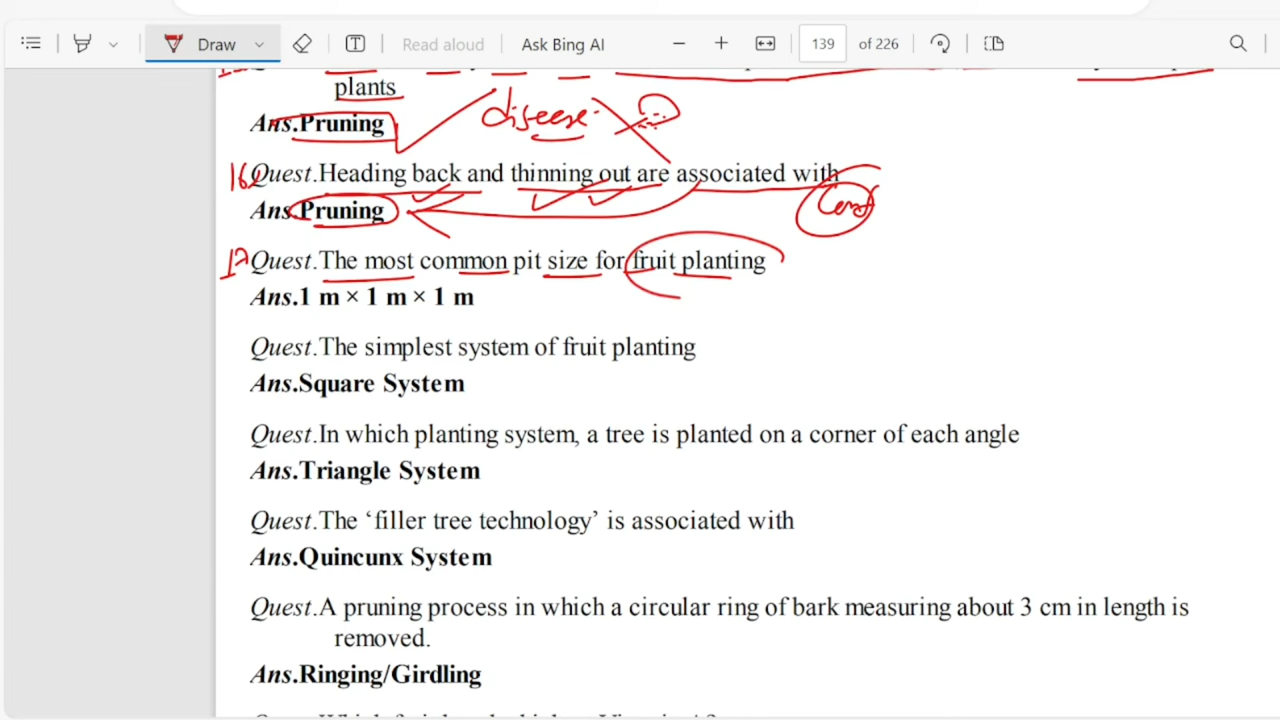 Draw
Read aloud
Ask Bing AI
139 of 226
plants
disease
Ans.Pruning
16 Quest.Heading back and thinning out are associated with
Ans.Pruning
17 Quest.The most common pit size for fruit planting
Ans.1 m × 1 m × 1 m
Quest.The simplest system of fruit planting
Ans.Square System
Quest.In which planting system, a tree is planted on a corner of each angle
Ans.Triangle System
Quest.The ‘filler tree technology’ is associated with
Ans.Quincunx System
Quest.A pruning process in which a circular ring of bark measuring about 3 cm in length is
removed.
Ans.Ringing/Girdling